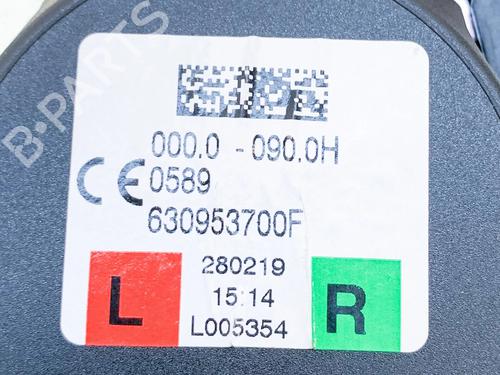 B-PARTS
000.0 - 090.0H
CE 0589
630953700F
280219
15:14
L005354
L
R